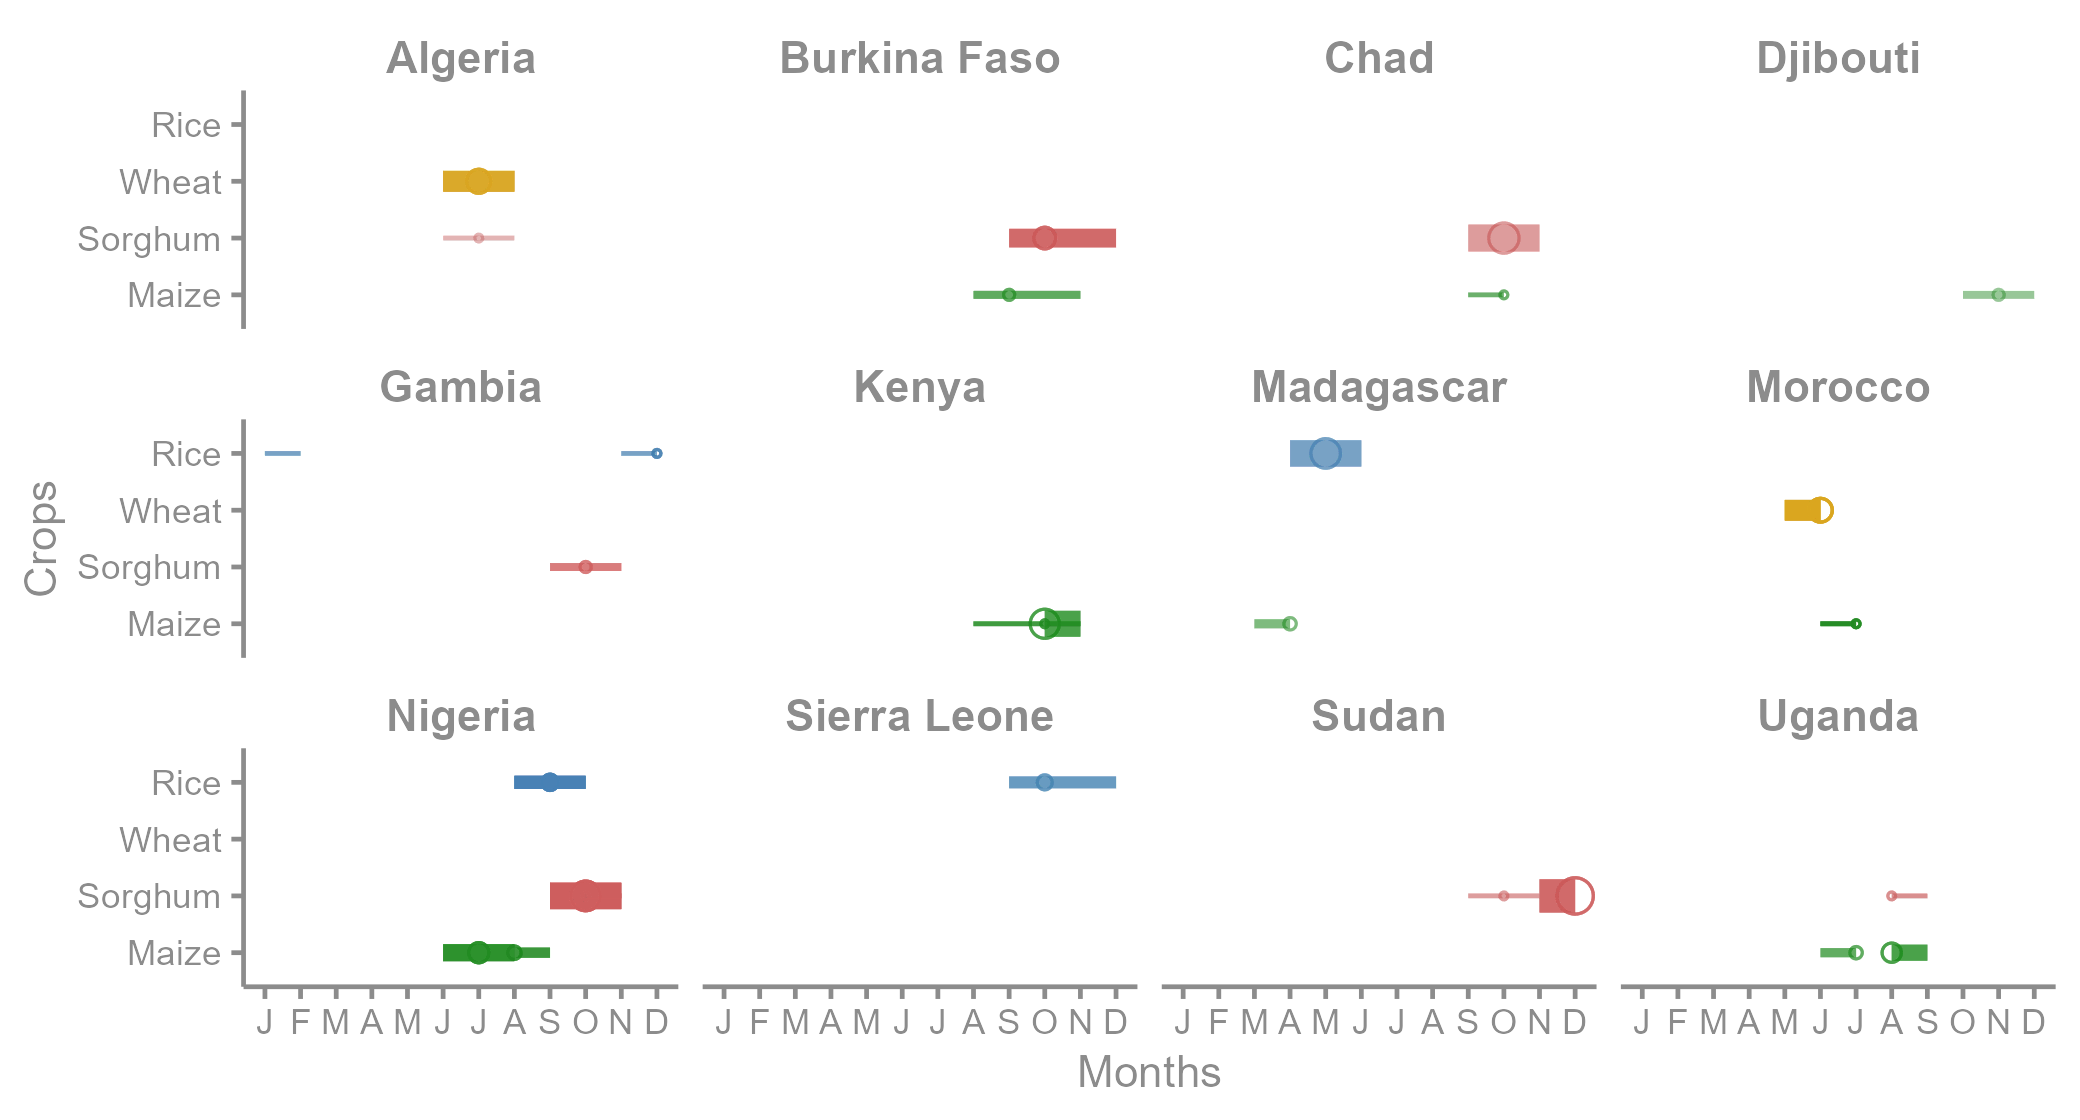 Algeria Burkina Faso Chad Djibouti
Rice
Wheat
Sorghum
Maize
Gambia Kenya Madagascar Morocco
Rice
Wheat
Sorghum
Maize
Crops
Nigeria Sierra Leone Sudan Uganda
Rice
Wheat
Sorghum
Maize
J F M A M J J A S O N D J F M A M J J A S O N D J F M A M J J A S O N D J F M A M J J A S O N D
Months